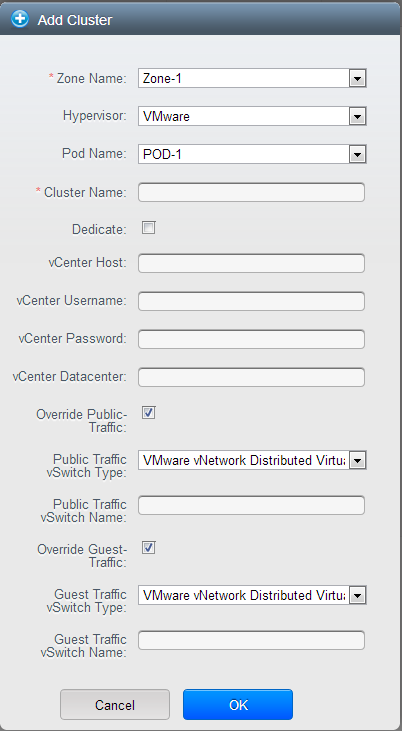 Add Cluster
* Zone Name: Zone-1
Hypervisor: VMware
Pod Name: POD-1
* Cluster Name:
Dedicate:
vCenter Host:
vCenter Username:
vCenter Password:
vCenter Datacenter:
Override Public-
Traffic:
Public Traffic
vSwitch Type: VMware vNetwork Distributed Virtua
Public Traffic
vSwitch Name:
Override Guest-
Traffic:
Guest Traffic
vSwitch Type: VMware vNetwork Distributed Virtua
Guest Traffic
vSwitch Name:
Cancel OK